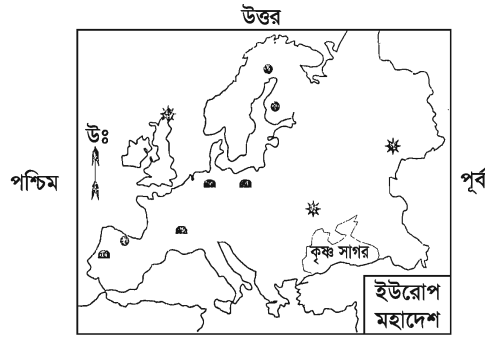 উত্তর
উঃ
পশ্চিম
পূর্ব
কৃষ্ণ সাগর
ইউরোপ
মহাদেশ